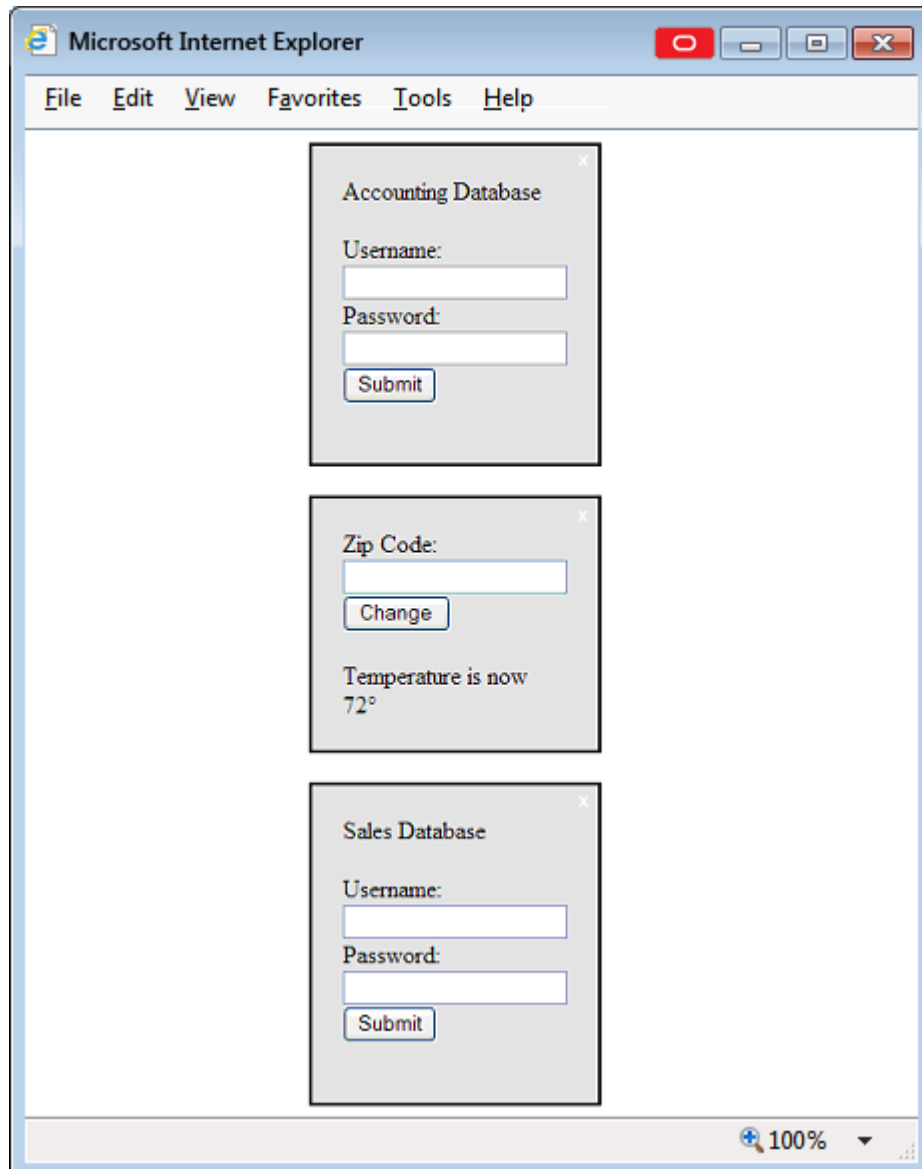 Microsoft Internet Explorer
File Edit View Favorites Tools Help
x
Accounting Database
Username:
Password:
Submit
x
Zip Code:
Change
Temperature is now
72°
x
Sales Database
Username:
Password:
Submit
100%